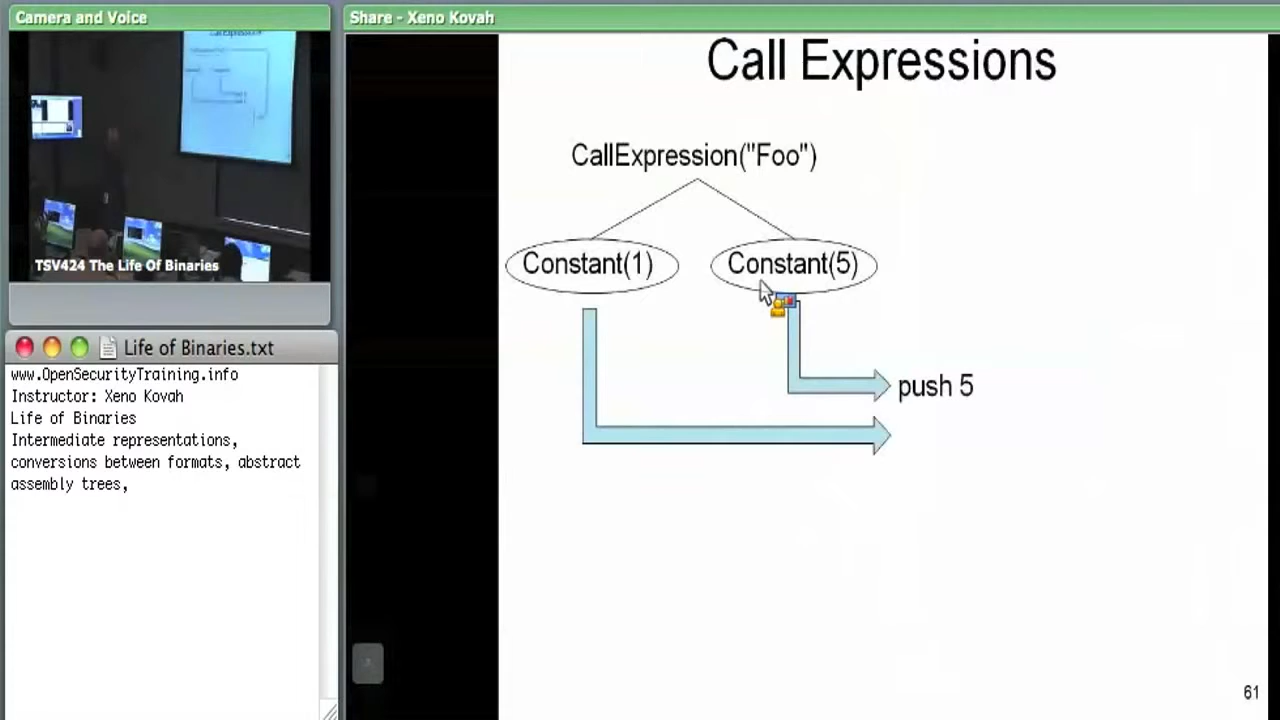 Camera and Voice
TSV424 The Life Of Binaries
Life of Binaries.txt
www.OpenSecurityTraining.info
Instructor: Xeno Kovah
Life of Binaries
Intermediate representations,
conversions between formats, abstract
assembly trees,
Share - Xeno Kovah
Call Expressions
CallExpression("Foo")
Constant(1)
Constant(5)
push 5
61